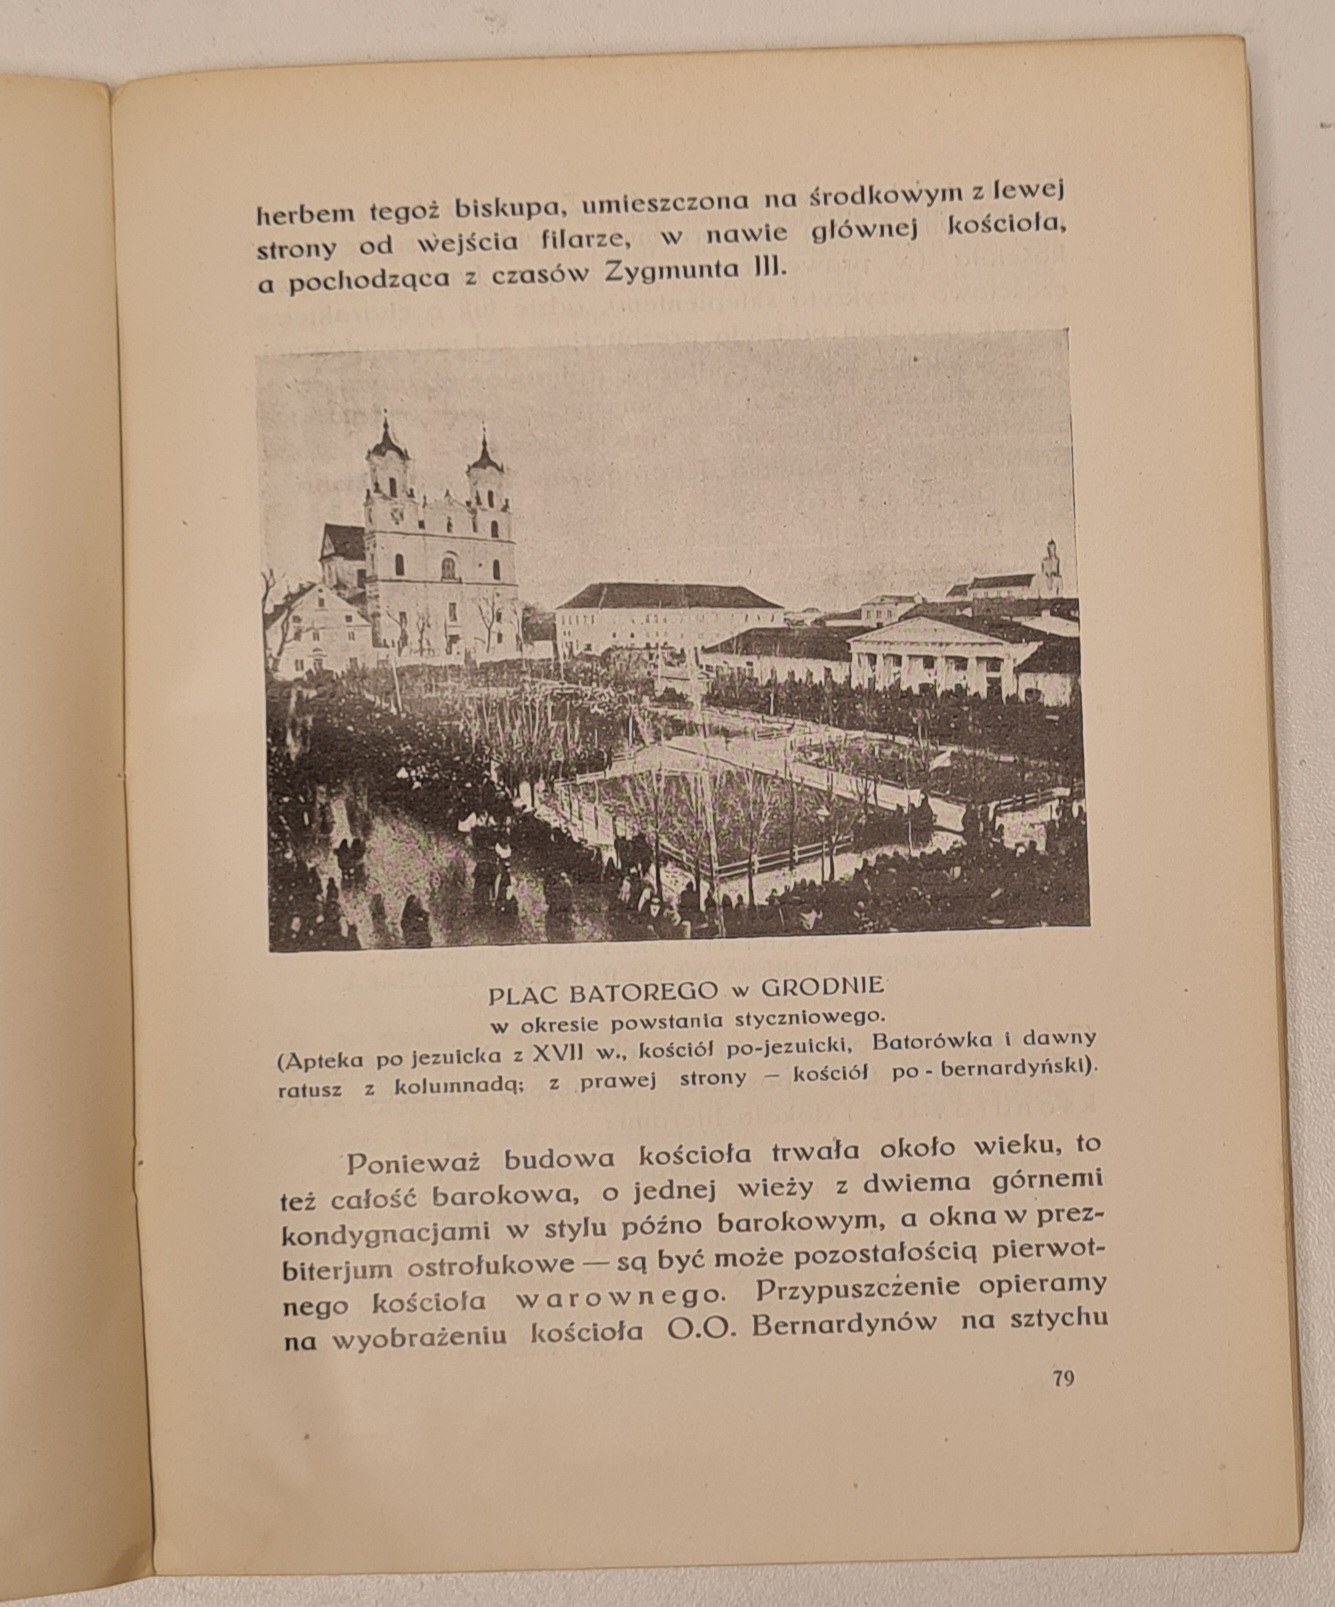 herbem tegoż biskupa, umieszczona na środkowym z lewej
strony od wejścia filarze, w nawie głównej kościoła,
a pochodząca z czasów Zygmunta III.
PLAC BATOREGO w GRODNIE
w okresie powstania styczniowego.
(Apteka po jezuicka z XVII w., kościół po-jezuicki, Batorówka i dawny
ratusz z kolumnadą; z prawej strony — kościół po - bernardyński).
Ponieważ budowa kościoła trwała około wieku, to
też całość barokowa, o jednej wieży z dwiema górnemi
kondygnacjami w stylu późno barokowym, a okna w prez-
biterjum ostrołukowe — są być może pozostałością pierwot-
nego kościoła warownego. Przypuszczenie opieramy
na wyobrażeniu kościoła O.O. Bernardynów na sztychu
79